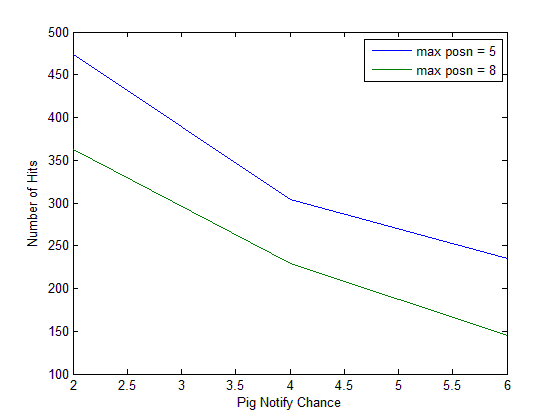 500
450
400
350
300
250
200
150
100
Number of Hits
max posn = 5
max posn = 8
2 2.5 3 3.5 4 4.5 5 5.5 6
Pig Notify Chance